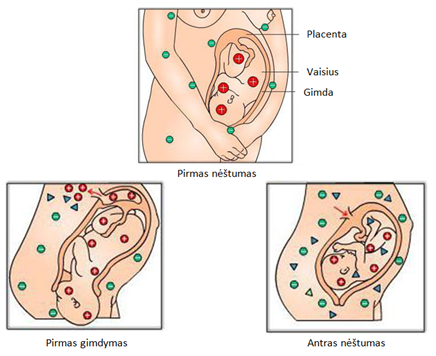 Placenta
Vaisius
Gimda
Pirmas nėštumas
Pirmas gimdymas
Antras nėštumas